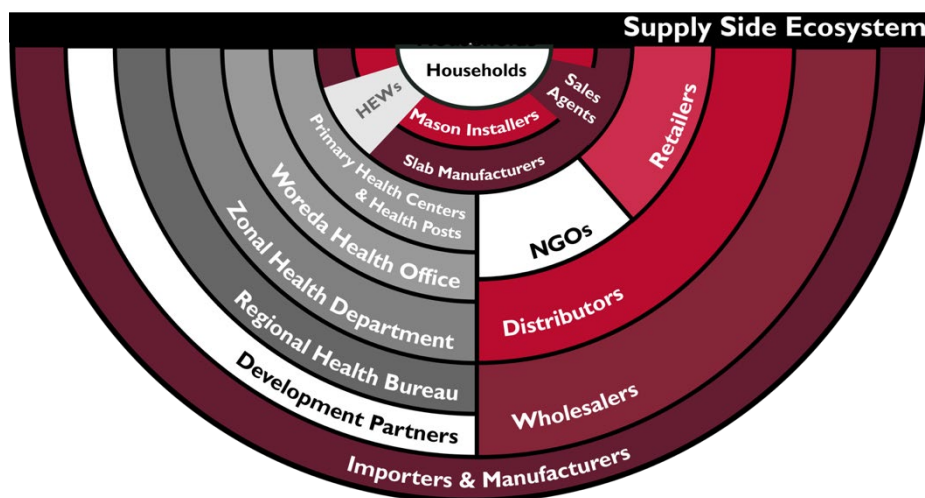 Supply Side Ecosystem
Households
HEWs
Mason Installers
Sales
Agents
Slab Manufacturers
Retailers
Primary Health Centers
& Health Posts
NGOs
Woreda Health Office
Zonal Health Department
Distributors
Regional Health Bureau
Wholesalers
Development Partners
Importers & Manufacturers